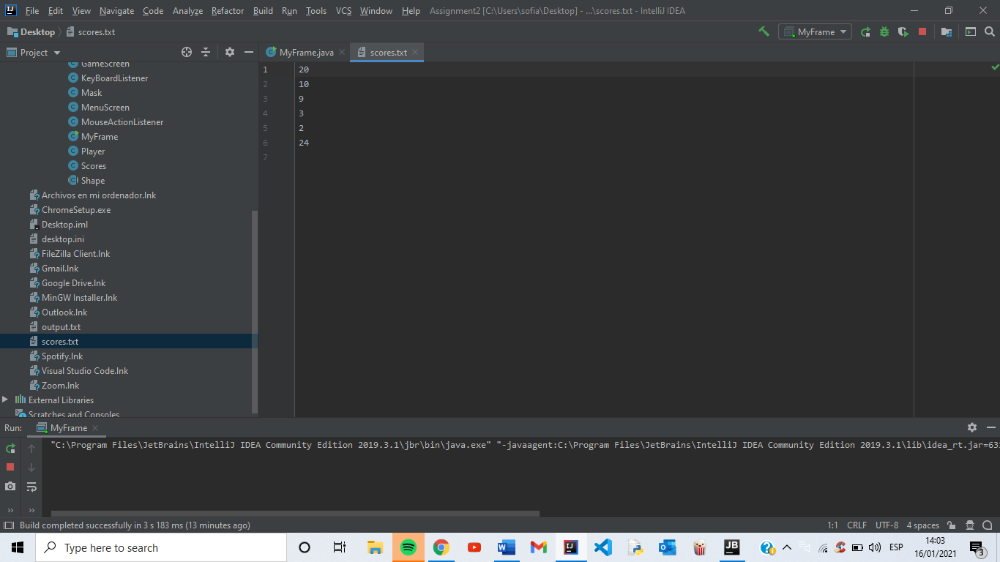 File Edit View Navigate Code Analyze Refactor Build Run Tools VCS Window Help Assignment2 [C:\Users\sofia\Desktop] - ...\scores.txt - IntelliJ IDEA
Desktop scores.txt MyFrame
Project MyFrame.java scores.txt
GameScreen
KeyBoardListener
Mask
MenuScreen
MouseActionListener
MyFrame
Player
Scores
Shape
Archivos en mi ordenador.lnk
ChromeSetup.exe
Desktop.iml
desktop.ini
FileZilla Client.lnk
Gmail.lnk
Google Drive.lnk
MinGW Installer.lnk
Outlook.lnk
output.txt
scores.txt
Spotify.lnk
Visual Studio Code.lnk
Zoom.lnk
External Libraries
Scratches and Consoles
1 20
2 10
3 9
4 3
5 2
6 24
7
Run: MyFrame
"C:\Program Files\JetBrains\IntelliJ IDEA Community Edition 2019.3.1\jbr\bin\java.exe" "-javaagent:C:\Program Files\JetBrains\IntelliJ IDEA Community Edition 2019.3.1\lib\idea_rt.jar=63
Build completed successfully in 3 s 183 ms (13 minutes ago) 1:1 CRLF UTF-8 4 spaces
Type here to search ESP 14:03
16/01/2021 3